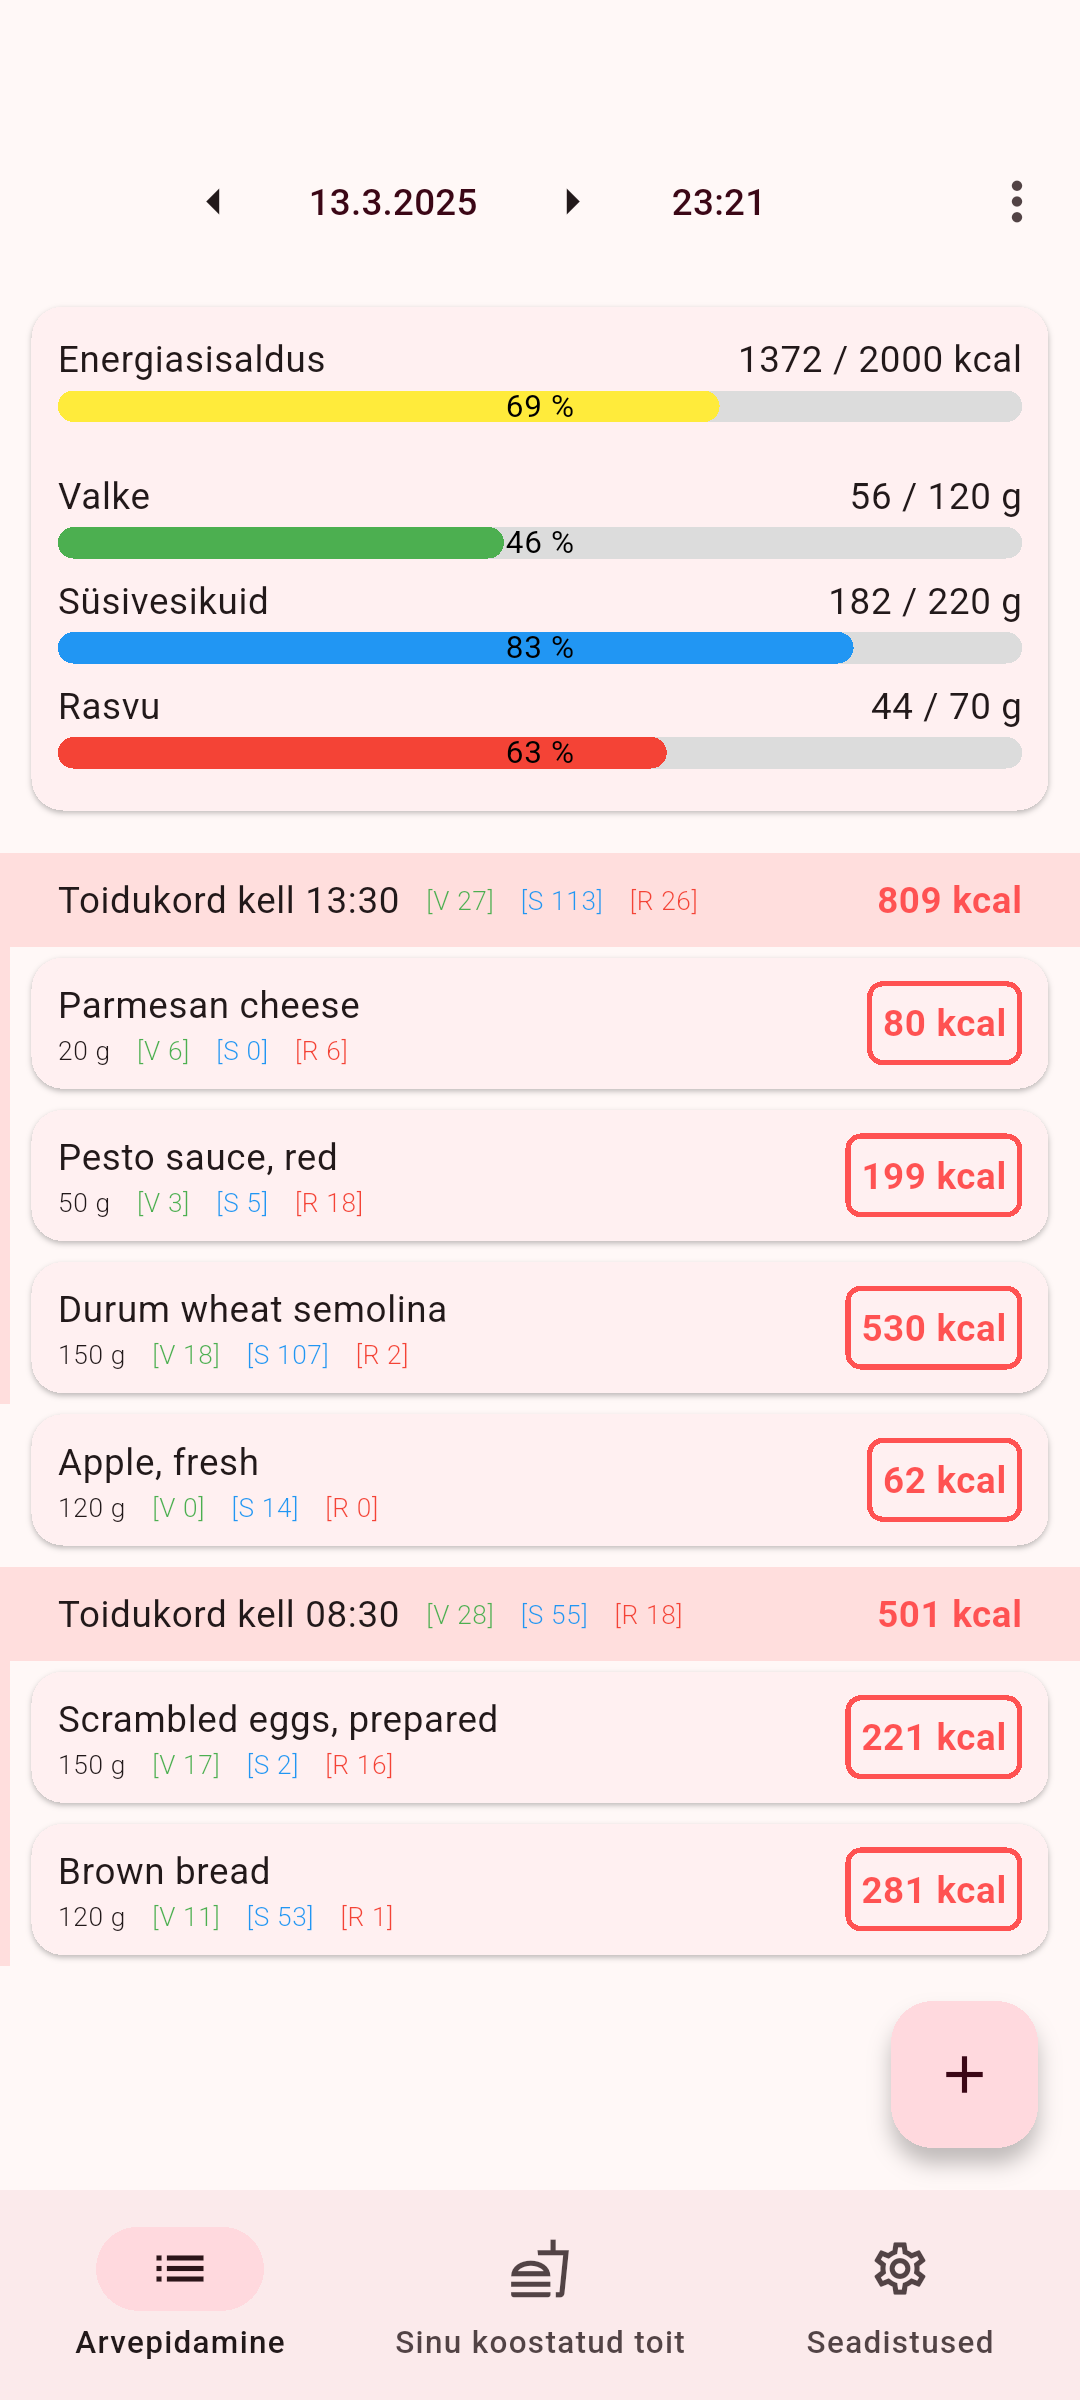 13.3.2025 23:21
Energiasisaldus 1372 / 2000 kcal
69 %
Valke 56 / 120 g
46 %
Süsivesikuid 182 / 220 g
83 %
Rasvu 44 / 70 g
63 %
Toidukord kell 13:30 [V 27] [S 113] [R 26] 809 kcal
Parmesan cheese
20 g [V 6] [S 0] [R 6]
80 kcal
Pesto sauce, red
50 g [V 3] [S 5] [R 18]
199 kcal
Durum wheat semolina
150 g [V 18] [S 107] [R 2]
530 kcal
Apple, fresh
120 g [V 0] [S 14] [R 0]
62 kcal
Toidukord kell 08:30 [V 28] [S 55] [R 18] 501 kcal
Scrambled eggs, prepared
150 g [V 17] [S 2] [R 16]
221 kcal
Brown bread
120 g [V 11] [S 53] [R 1]
281 kcal
Arvepidamine Sinu koostatud toit Seadistused